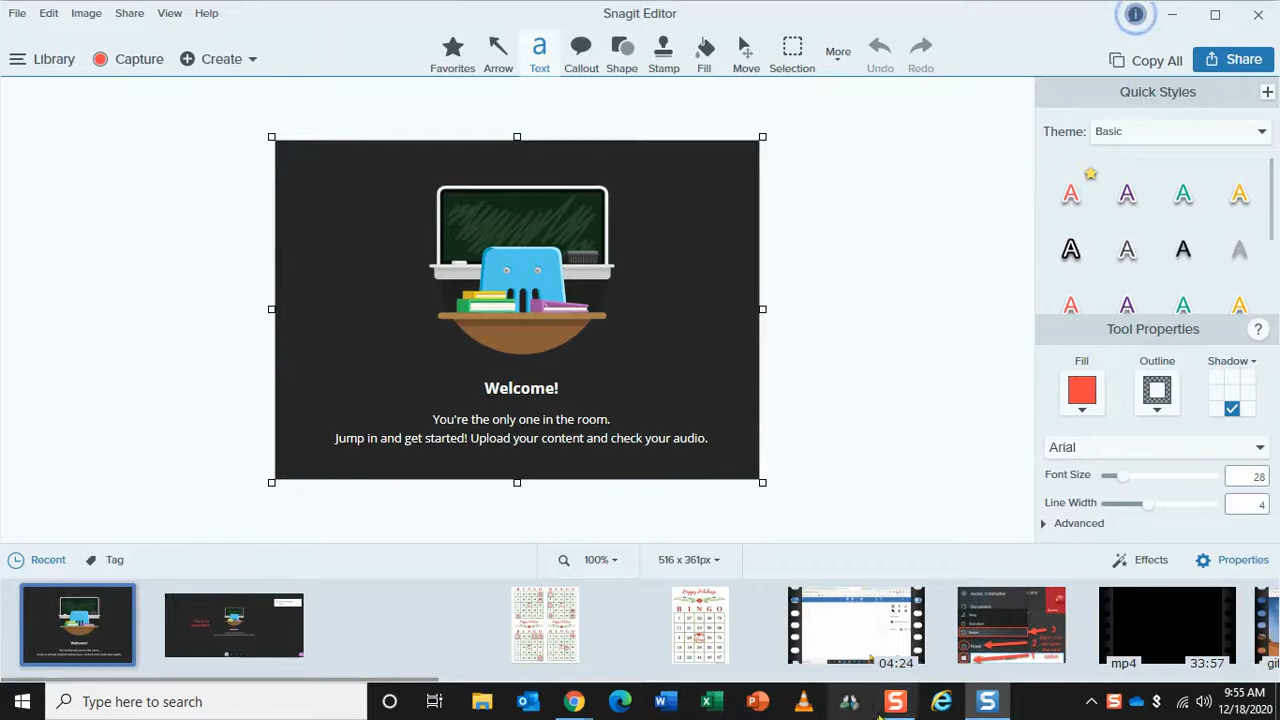 File Edit Image Share View Help
Snagit Editor
Library Capture Create
Favorites Arrow Text Callout Shape Stamp Fill Move Selection More Undo Redo
Copy All Share
Quick Styles
Theme: Basic
Tool Properties
Fill Outline Shadow
Arial
Font Size 28
Line Width 4
Advanced
Welcome!
You're the only one in the room.
Jump in and get started! Upload your content and check your audio.
Recent Tag 100% 516 x 361px Effects Properties
Happy Holidays
BINGO
04:24
mp4 33:57
Type here to search
9:55 AM
12/18/2020